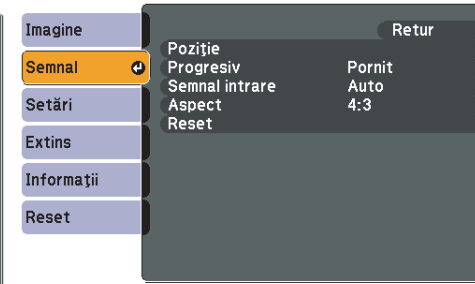 Imagine
Semnal
Setări
Extins
Informaţii
Reset
Retur
Poziţie
Progresiv Pornit
Semnal intrare Auto
Aspect 4:3
Reset